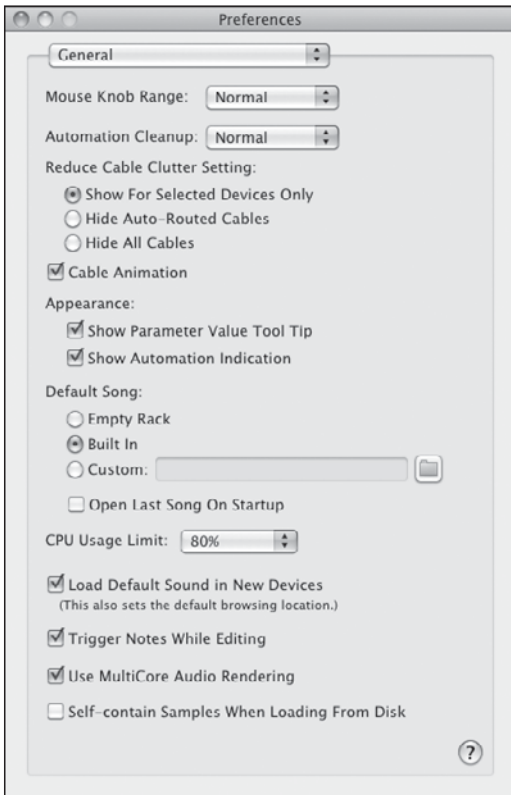 Preferences
General
Mouse Knob Range: Normal
Automation Cleanup: Normal
Reduce Cable Clutter Setting:
Show For Selected Devices Only
Hide Auto-Routed Cables
Hide All Cables
Cable Animation
Appearance:
Show Parameter Value Tool Tip
Show Automation Indication
Default Song:
Empty Rack
Built In
Custom:
Open Last Song On Startup
CPU Usage Limit: 80%
Load Default Sound in New Devices
(This also sets the default browsing location.)
Trigger Notes While Editing
Use MultiCore Audio Rendering
Self-contain Samples When Loading From Disk
?